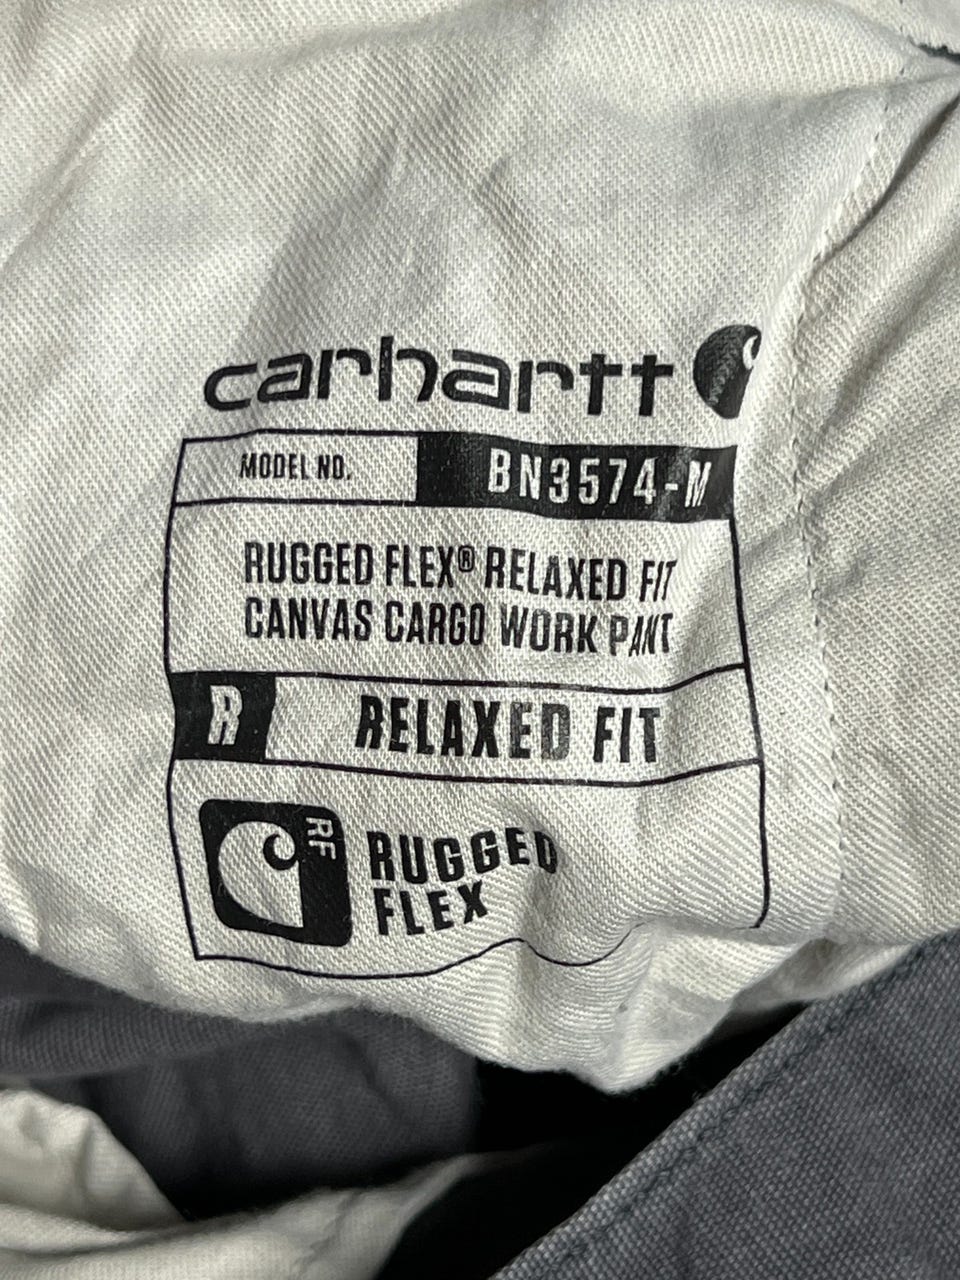 carhartt
MODEL NO. BN3574-M
RUGGED FLEX® RELAXED FIT
CANVAS CARGO WORK PANT
R RELAXED FIT
RF
RUGGED
FLEX